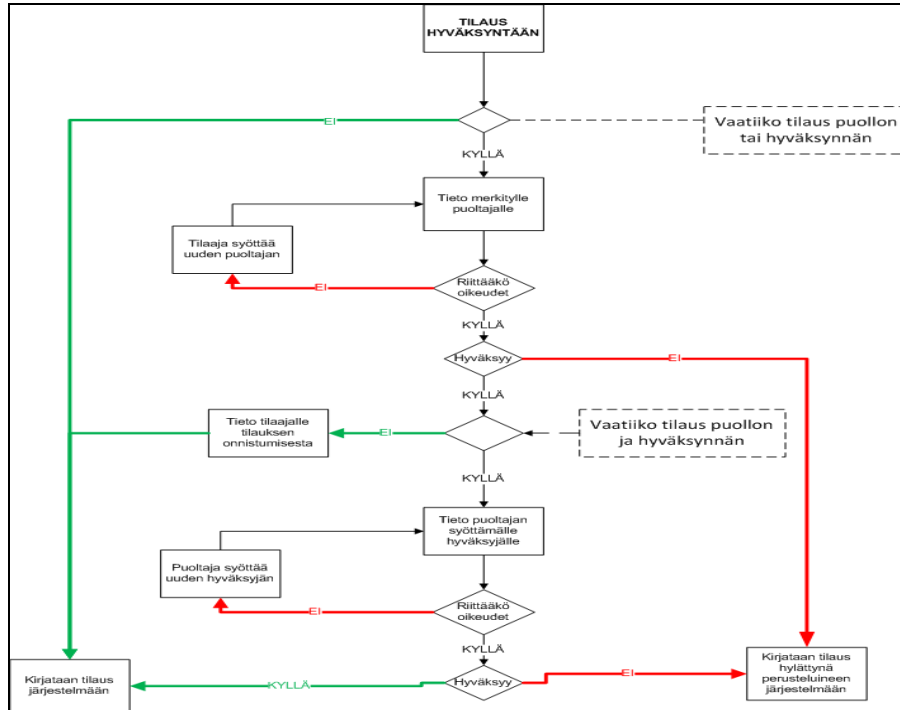 TILAUS
HYVÄKSYNTÄÄN
EI
Vaatiiko tilaus puollon
tai hyväksynnän
KYLLÄ
Tieto merkitylle
puoltajalle
Tilaaja syöttää
uuden puoltajan
Riittääkö
oikeudet
EI
KYLLÄ
Hyväksyy
EI
KYLLÄ
Tieto tilaajalle
tilauksen
onnistumisesta
EI
Vaatiiko tilaus puollon
ja hyväksynnän
KYLLÄ
Tieto puoltajan
syöttämälle
hyväksyjälle
Puoltaja syöttää
uuden hyväksyjän
Riittääkö
oikeudet
EI
KYLLÄ
Kirjataan tilaus
järjestelmään
KYLLÄ
Hyväksyy
EI
Kirjataan tilaus
hylättynä
perusteluineen
järjestelmään